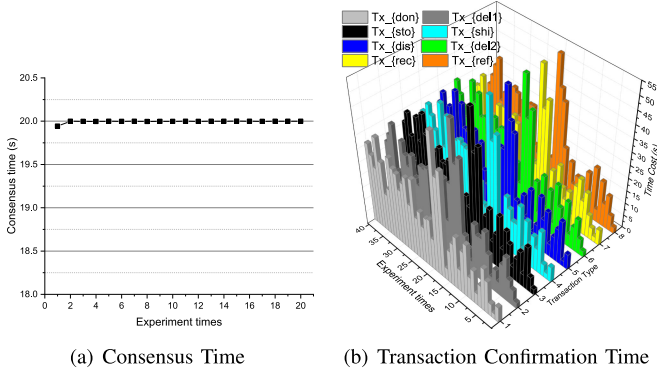 20.5
20.0
19.5
19.0
18.5
18.0
Consensus time (s)
0 2 4 6 8 10 12 14 16 18 20
Experiment times
(a) Consensus Time
Tx_{don} Tx_{del1}
Tx_{sto} Tx_{shi}
Tx_{dis} Tx_{del2}
Tx_{rec} Tx_{ref}
55
50
45
40
35
30
25
20
15
10
5
0
Time Cost (s)
40 35 30 25 20 15 10 5
Experiment times
1 2 3 4 5 6 7 8
Transaction Type
(b) Transaction Confirmation Time